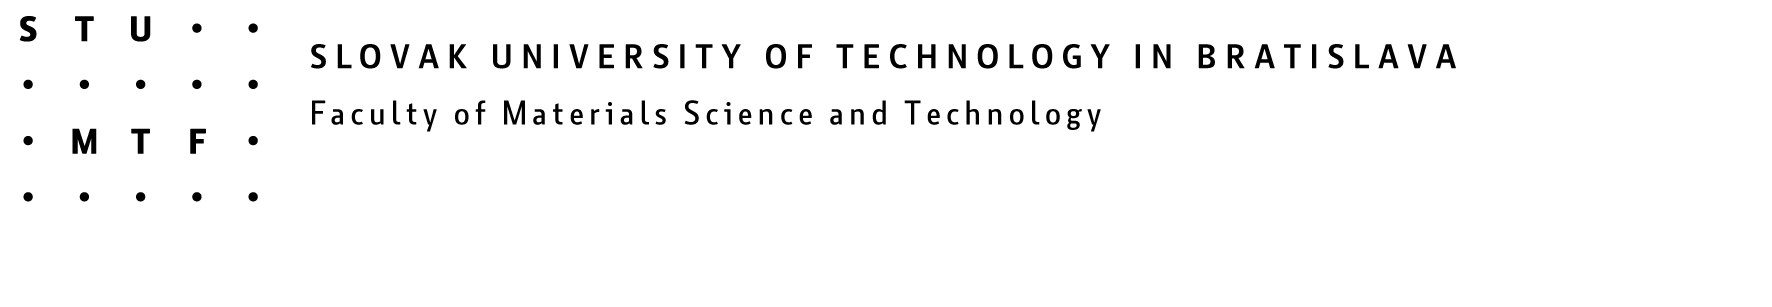 S T U · ·
· · · · ·
· M T F ·
· · · · ·
SLOVAK UNIVERSITY OF TECHNOLOGY IN BRATISLAVA
Faculty of Materials Science and Technology